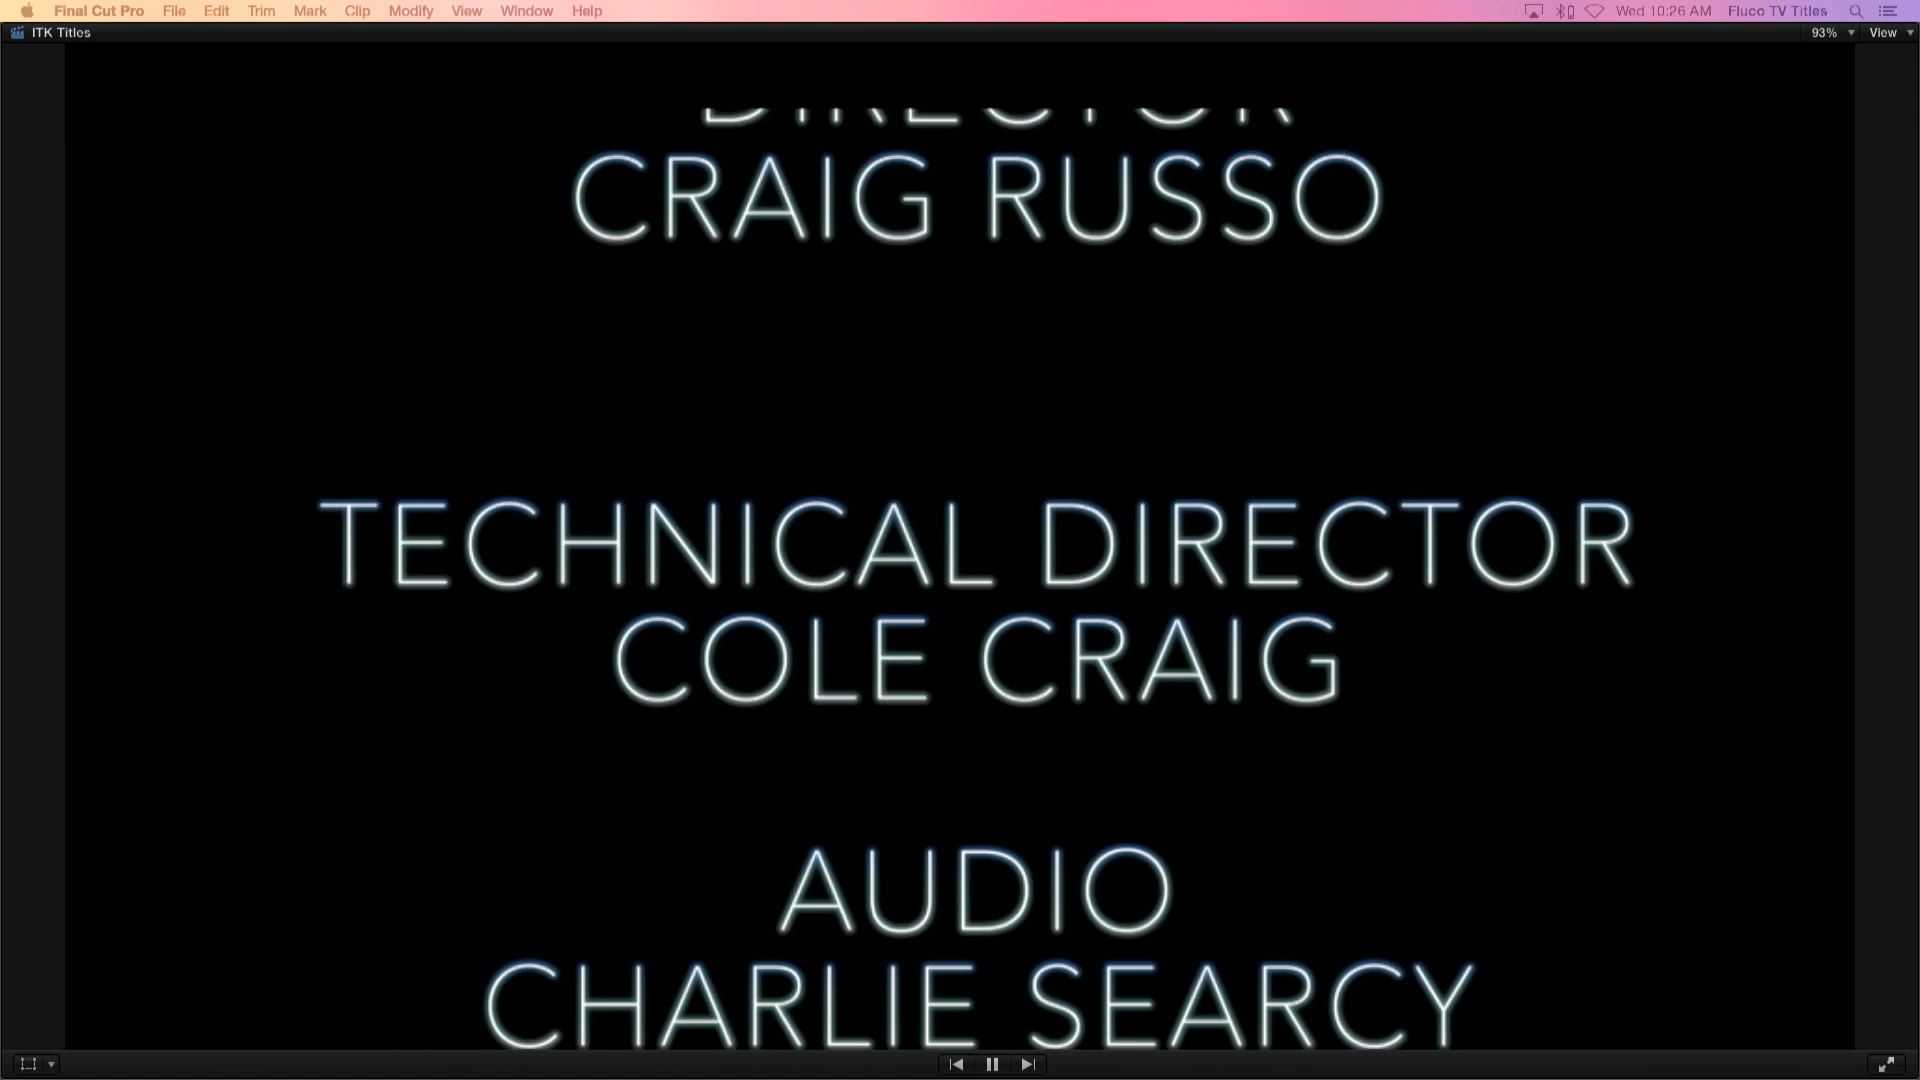 Final Cut Pro File Edit Trim Mark Clip Modify View Window Help Wed 10:26 AM Fluco TV Titles
ITK Titles 93% View
DIRECTOR
CRAIG RUSSO
TECHNICAL DIRECTOR
COLE CRAIG
AUDIO
CHARLIE SEARCY